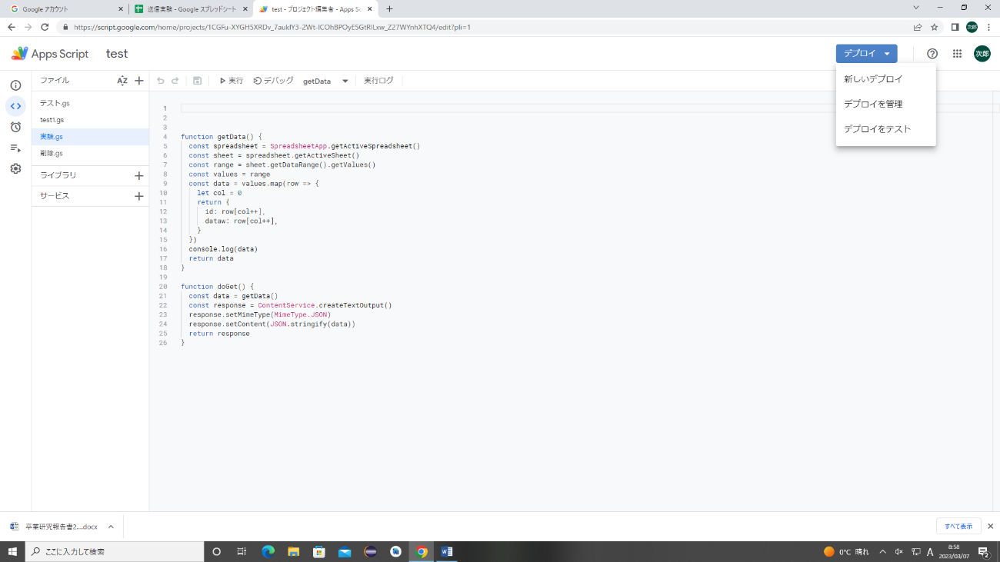 Google アカウント
送信実験 - Google スプレッドシート
test - プロジェクト編集者 - Apps Sc
https://script.google.com/home/projects/1CGFu-XYGH5XRDv_7aukIY3-2Wt-ICOhBPOyE5GtRlLxw_Z27WYnhXTQ4/edit?pli=1
次郎
Apps Script
test
デプロイ
次郎
新しいデプロイ
デプロイを管理
デプロイをテスト
ファイル
AZ
実行
デバッグ
getData
実行ログ
テスト.gs
test1.gs
実験.gs
削除.gs
ライブラリ
サービス
1
2
3
4 function getData() {
5 const spreadsheet = SpreadsheetApp.getActiveSpreadsheet()
6 const sheet = spreadsheet.getActiveSheet()
7 const range = sheet.getDataRange().getValues()
8 const values = range
9 const data = values.map(row => {
10 let col = 0
11 return {
12 id: row[col++],
13 dataw: row[col++],
14 }
15 })
16 console.log(data)
17 return data
18 }
19
20 function doGet() {
21 const data = getData()
22 const response = ContentService.createTextOutput()
23 response.setMimeType(MimeType.JSON)
24 response.setContent(JSON.stringify(data))
25 return response
26 }
卒業研究報告書2....docx
すべて表示
ここに入力して検索
0°C 晴れ
A
8:58
2023/03/07
2